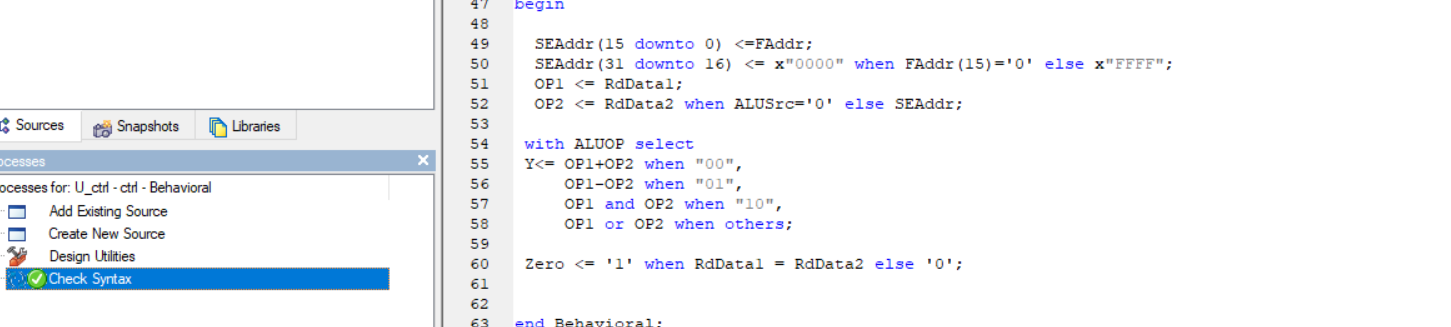 47 begin
48
49 SEAddr(15 downto 0) <=FAddr;
50 SEAddr(31 downto 16) <= x"0000" when FAddr(15)='0' else x"FFFF";
51 OP1 <= RdData1;
52 OP2 <= RdData2 when ALUSrc='0' else SEAddr;
53
54 with ALUOP select
55 Y<= OP1+OP2 when "00",
56 OP1-OP2 when "01",
57 OP1 and OP2 when "10",
58 OP1 or OP2 when others;
59
60 Zero <= '1' when RdData1 = RdData2 else '0';
61
62
63 end Behavioral;
Sources Snapshots Libraries
ocesses
ocesses for: U_ctrl - ctrl - Behavioral
Add Existing Source
Create New Source
Design Utilities
Check Syntax